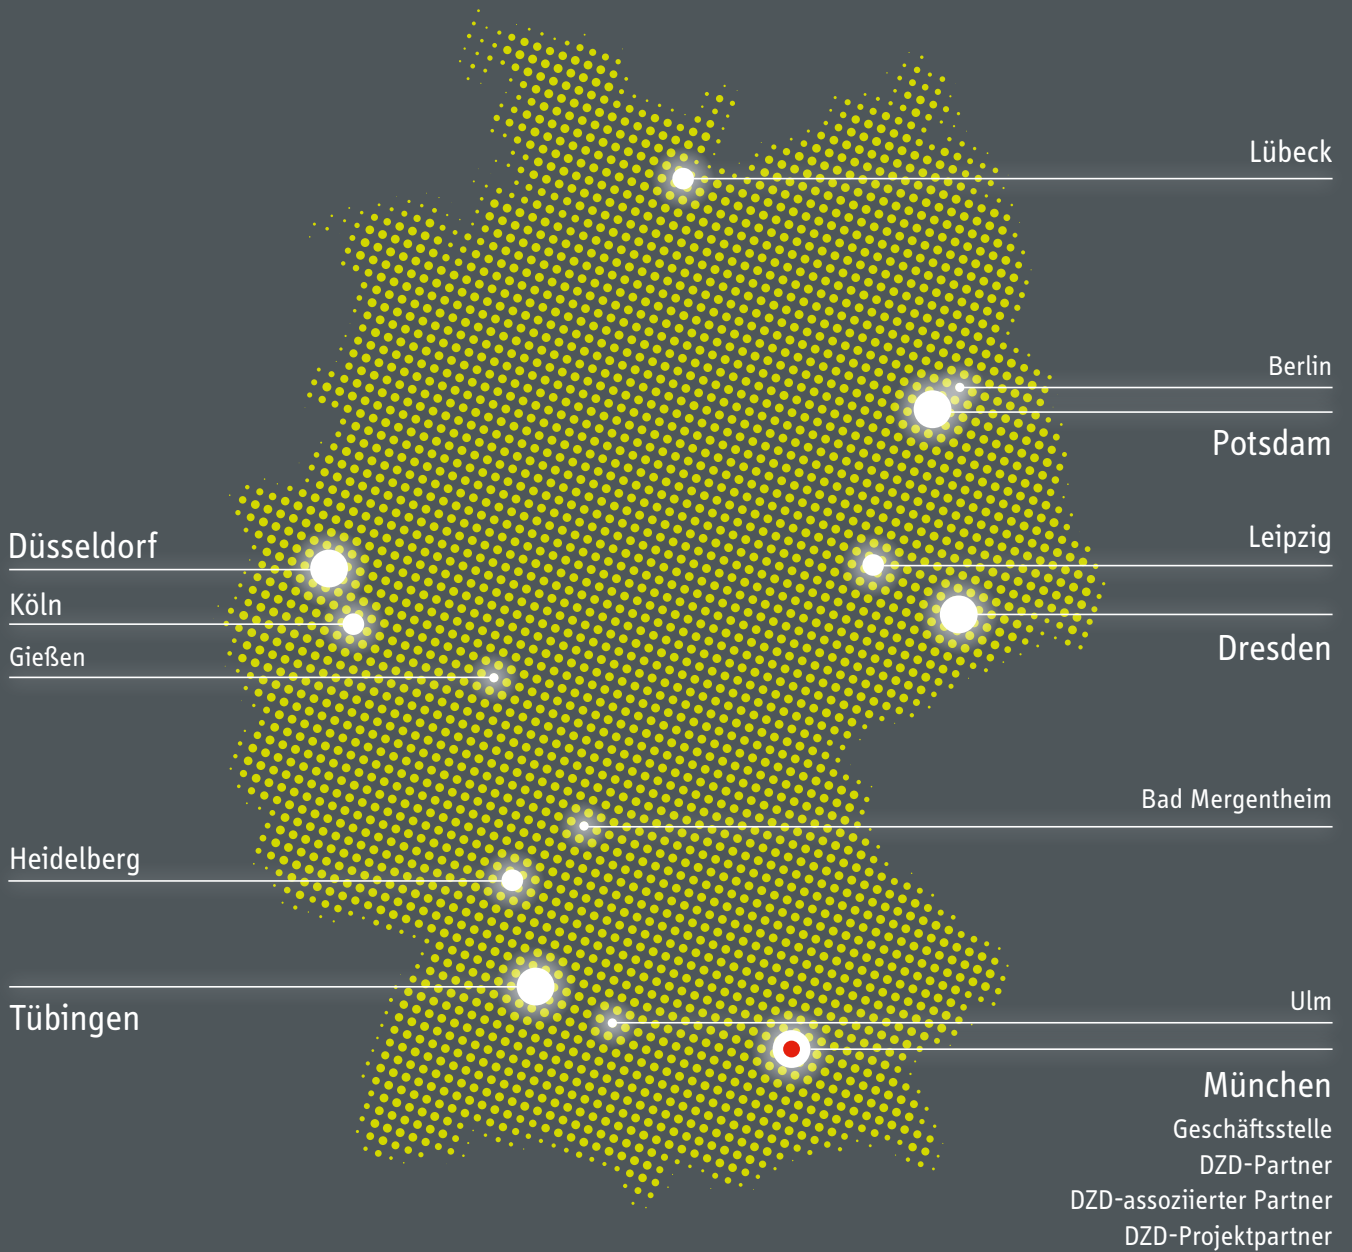 Lübeck
Berlin
Potsdam
Leipzig
Düsseldorf
Köln
Dresden
Gießen
Bad Mergentheim
Heidelberg
Ulm
Tübingen
München
Geschäftsstelle
DZD-Partner
DZD-assoziierter Partner
DZD-Projektpartner